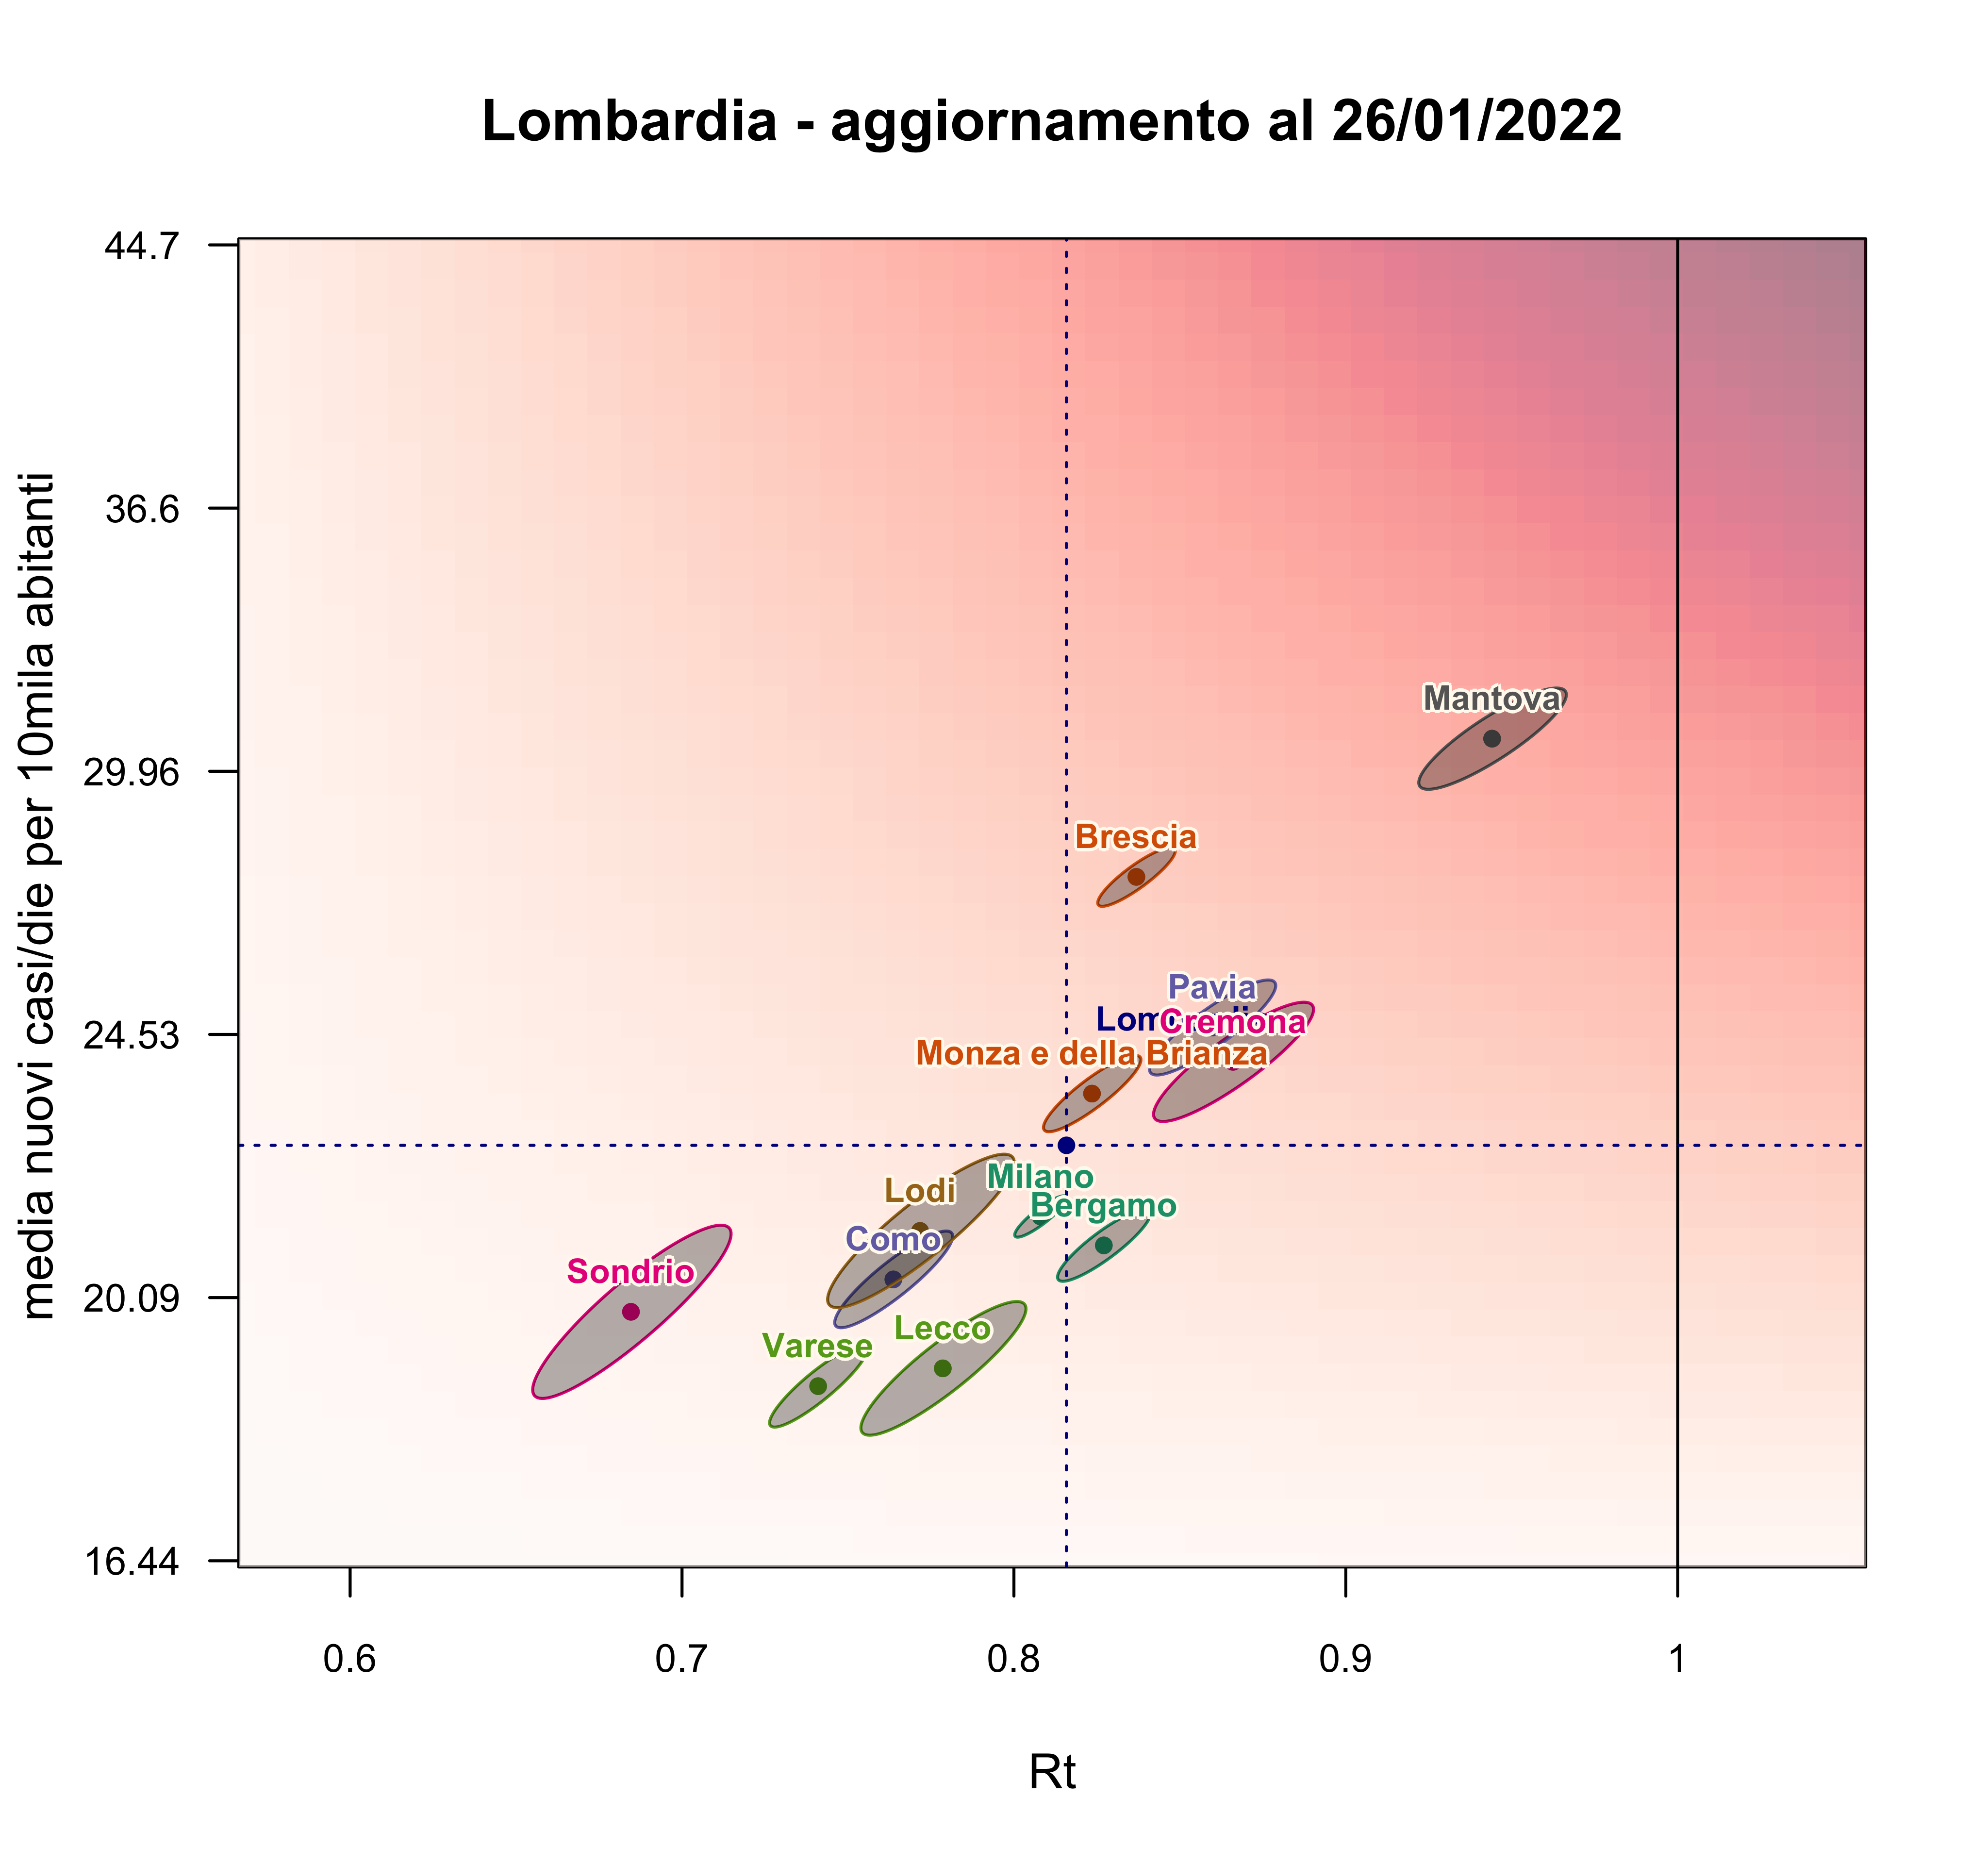 Lombardia - aggiornamento al 26/01/2022
media nuovi casi/die per 10mila abitanti
44.7
36.6
29.96
24.53
20.09
16.44
Mantova
Brescia
Pavia
Cremona
Monza e della Brianza
Milano
Lodi
Bergamo
Como
Sondrio
Lecco
Varese
0.6
0.7
0.8
0.9
1
Rt